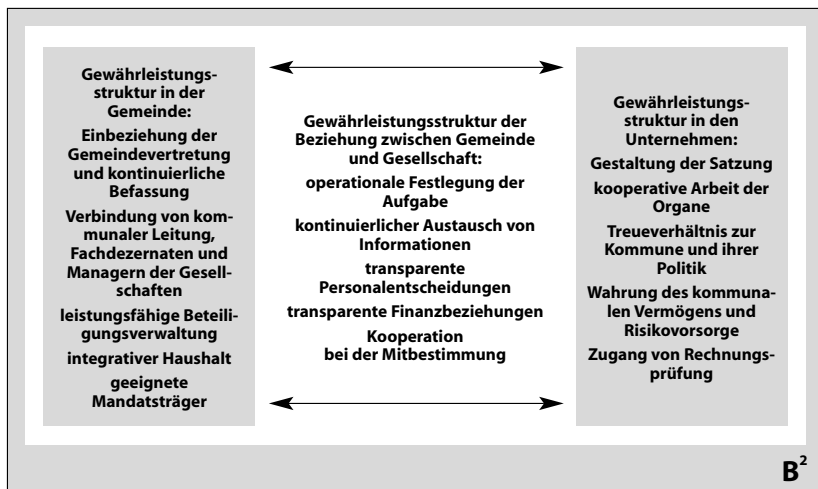 Gewährleistungs-
struktur in der
Gemeinde:
Einbeziehung der
Gemeindevertretung
und kontinuierliche
Befassung
Verbindung von kom-
munaler Leitung,
Fachdezernaten und
Managern der Gesell-
schaften
leistungsfähige Beteili-
gungsverwaltung
integrativer Haushalt
geeignete
Mandatsträger
Gewährleistungsstruktur der
Beziehung zwischen Gemeinde
und Gesellschaft:
operationale Festlegung der
Aufgabe
kontinuierlicher Austausch von
Informationen
transparente
Personalentscheidungen
transparente Finanzbeziehungen
Kooperation
bei der Mitbestimmung
Gewährleistungs-
struktur in den
Unternehmen:
Gestaltung der Satzung
kooperative Arbeit der
Organe
Treueverhältnis zur
Kommune und ihrer
Politik
Wahrung des kommuna-
len Vermögens und
Risikovorsorge
Zugang von Rechnungs-
prüfung
B²